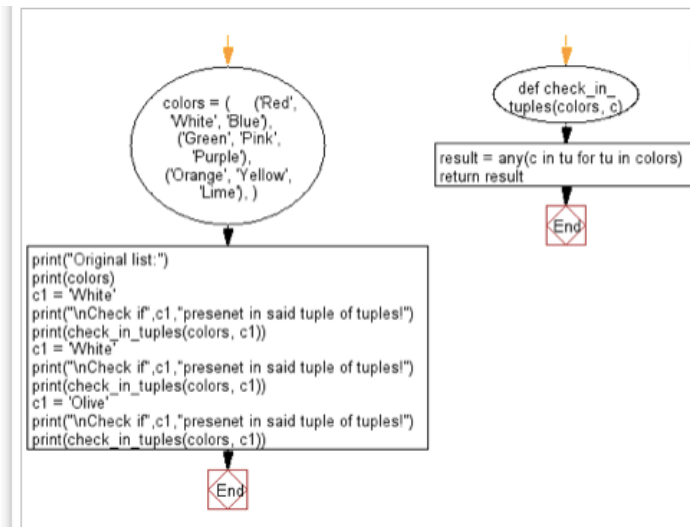 colors = ( ('Red',
'White', 'Blue'),
('Green', 'Pink',
'Purple'),
('Orange', 'Yellow',
'Lime'), )
print("Original list:")
print(colors)
c1 = 'White'
print("\nCheck if",c1,"presenet in said tuple of tuples!")
print(check_in_tuples(colors, c1))
c1 = 'White'
print("\nCheck if",c1,"presenet in said tuple of tuples!")
print(check_in_tuples(colors, c1))
c1 = 'Olive'
print("\nCheck if",c1,"presenet in said tuple of tuples!")
print(check_in_tuples(colors, c1))
End
def check_in_
tuples(colors, c)
result = any(c in tu for tu in colors)
return result
End